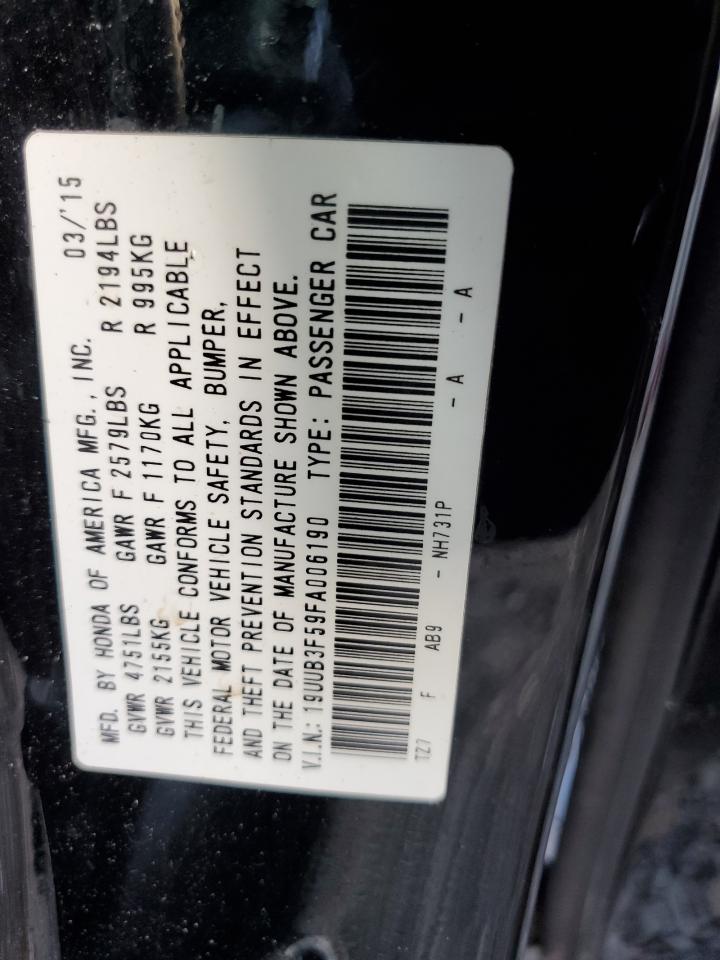 MFD. BY HONDA OF AMERICA MFG., INC. 03/'15
GVWR 4751LBS GAWR F 2579LBS R 2194LBS
GVWR 2155KG GAWR F 1170KG R 995KG
THIS VEHICLE CONFORMS TO ALL APPLICABLE
FEDERAL MOTOR VEHICLE SAFETY, BUMPER,
AND THEFT PREVENTION STANDARDS IN EFFECT
ON THE DATE OF MANUFACTURE SHOWN ABOVE.
V.I.N.: 19UUB3F59FA006190 TYPE: PASSENGER CAR
TZ7 F AB9 - NH731P - A - A